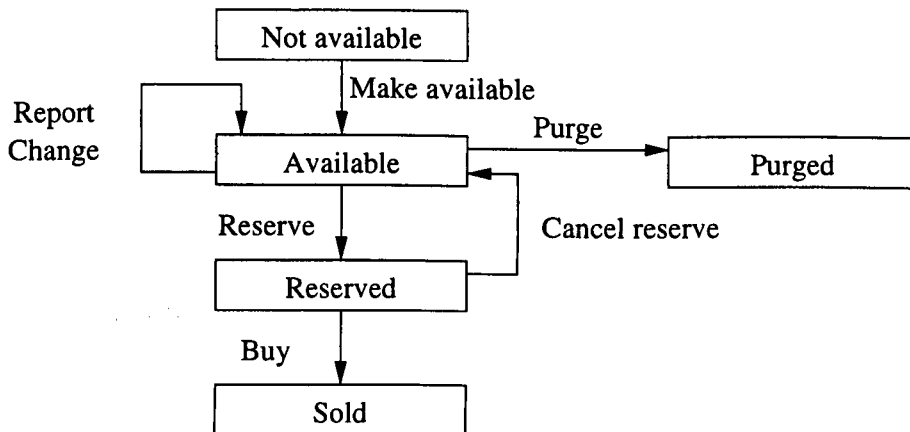 Not available
Make available
Report
Change
Purge
Available
Purged
Reserve
Cancel reserve
Reserved
Buy
Sold